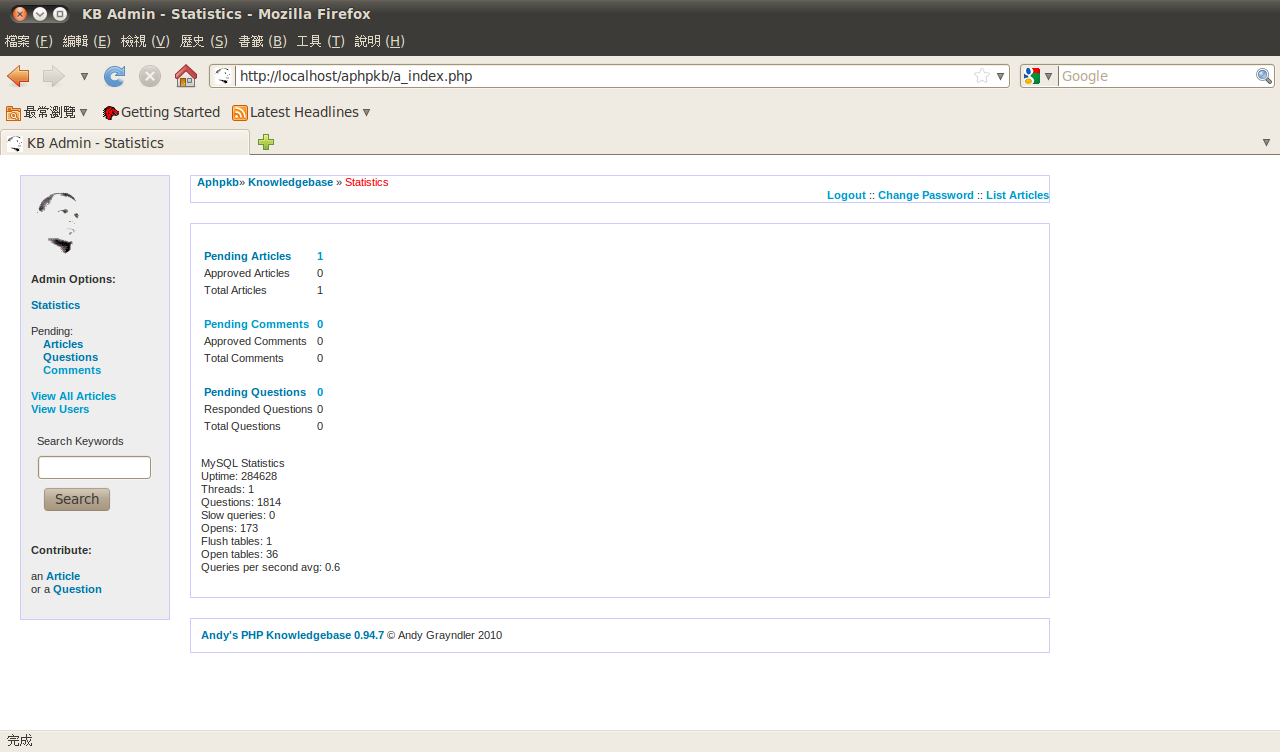 KB Admin - Statistics - Mozilla Firefox
檔案 (F) 編輯 (E) 檢視 (V) 歷史 (S) 書籤 (B) 工具 (T) 說明 (H)
http://localhost/aphpkb/a_index.php
Google
最常瀏覽 Getting Started Latest Headlines
KB Admin - Statistics
Aphpkb» Knowledgebase » Statistics
Logout :: Change Password :: List Articles
Admin Options:
Statistics
Pending:
Articles
Questions
Comments
View All Articles
View Users
Search Keywords
Search
Contribute:
an Article
or a Question
Pending Articles 1
Approved Articles 0
Total Articles 1
Pending Comments 0
Approved Comments 0
Total Comments 0
Pending Questions 0
Responded Questions 0
Total Questions 0
MySQL Statistics
Uptime: 284628
Threads: 1
Questions: 1814
Slow queries: 0
Opens: 173
Flush tables: 1
Open tables: 36
Queries per second avg: 0.6
Andy's PHP Knowledgebase 0.94.7 © Andy Grayndler 2010
完成